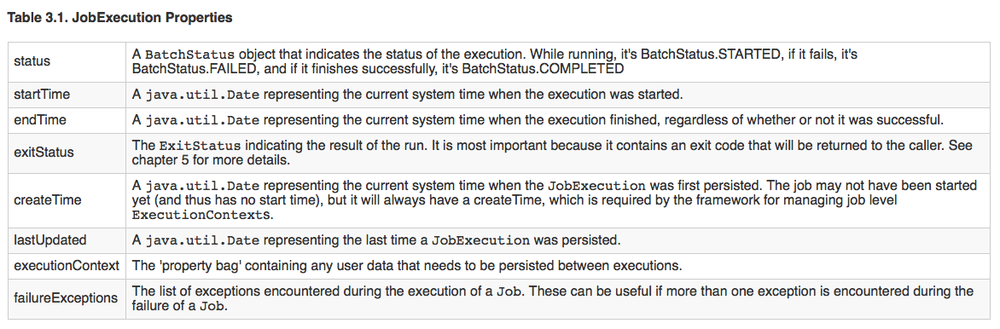 Table 3.1. JobExecution Properties
status
A BatchStatus object that indicates the status of the execution. While running, it's BatchStatus.STARTED, if it fails, it's
BatchStatus.FAILED, and if it finishes successfully, it's BatchStatus.COMPLETED
startTime
A java.util.Date representing the current system time when the execution was started.
endTime
A java.util.Date representing the current system time when the execution finished, regardless of whether or not it was successful.
exitStatus
The ExitStatus indicating the result of the run. It is most important because it contains an exit code that will be returned to the caller. See
chapter 5 for more details.
createTime
A java.util.Date representing the current system time when the JobExecution was first persisted. The job may not have been started
yet (and thus has no start time), but it will always have a createTime, which is required by the framework for managing job level
ExecutionContexts.
lastUpdated
A java.util.Date representing the last time a JobExecution was persisted.
executionContext
The 'property bag' containing any user data that needs to be persisted between executions.
failureExceptions
The list of exceptions encountered during the execution of a Job. These can be useful if more than one exception is encountered during the
failure of a Job.